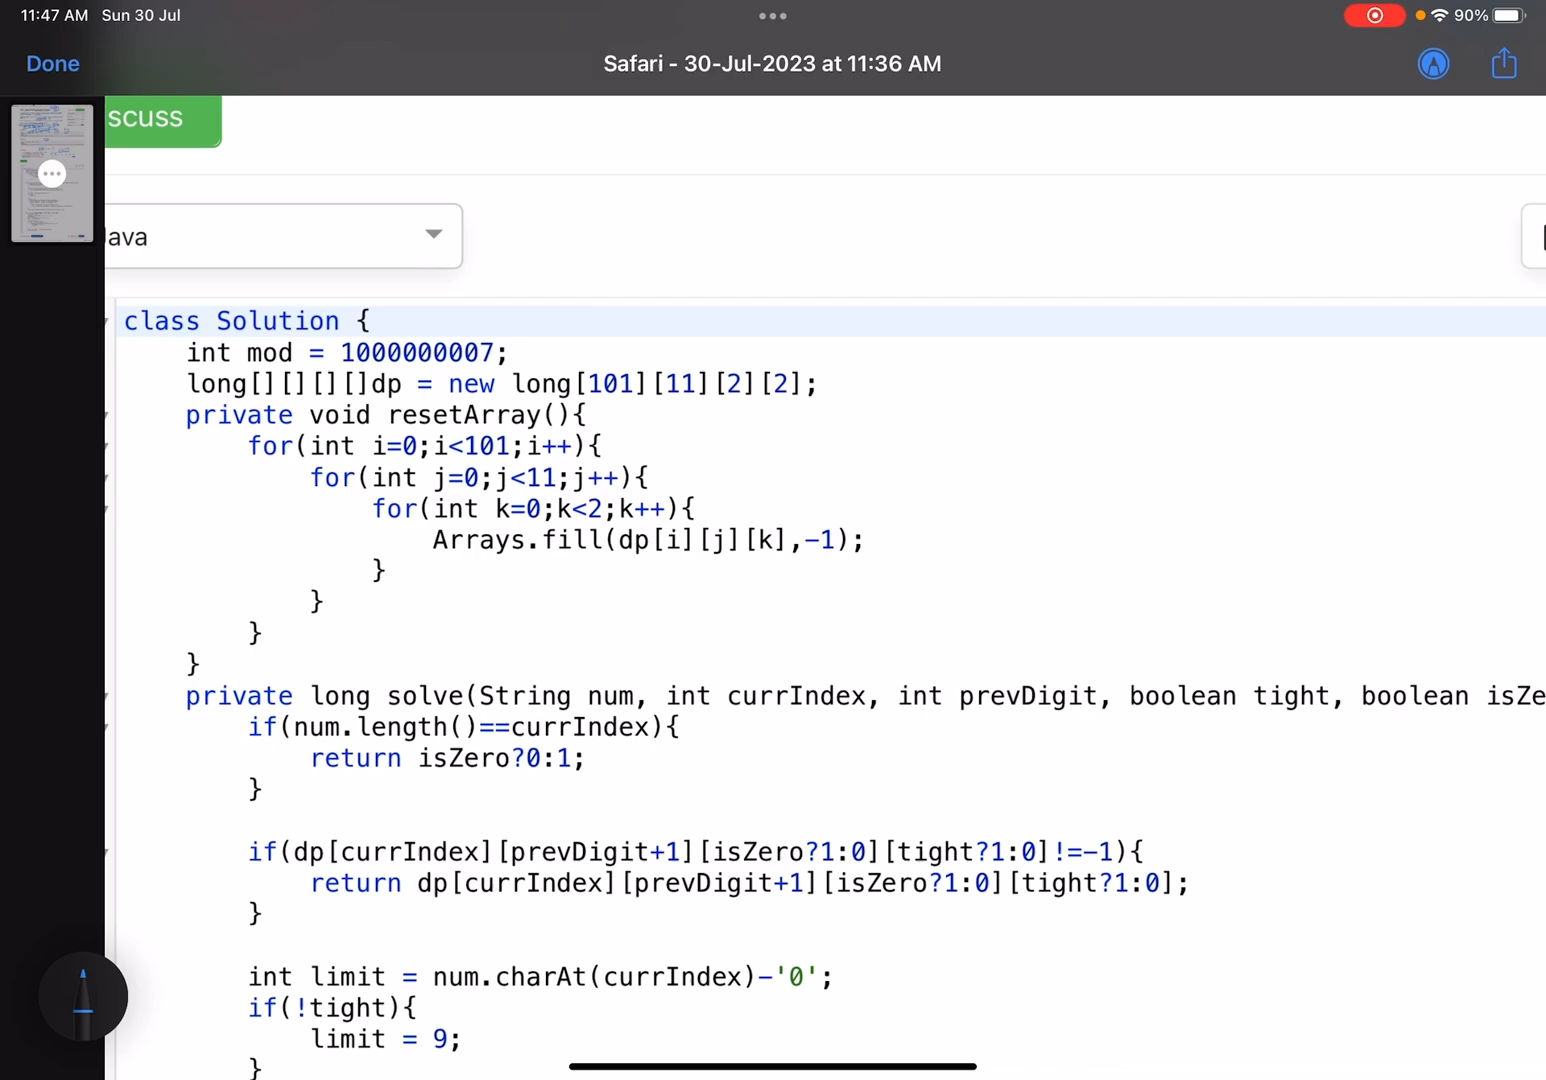 11:47 AM Sun 30 Jul
90%
Done
Safari - 30-Jul-2023 at 11:36 AM
scuss
ava
class Solution {
int mod = 1000000007;
long[][][][]dp = new long[101][11][2][2];
private void resetArray(){
for(int i=0;i<101;i++){
for(int j=0;j<11;j++){
for(int k=0;k<2;k++){
Arrays.fill(dp[i][j][k],-1);
}
}
}
}
private long solve(String num, int currIndex, int prevDigit, boolean tight, boolean isZe
if(num.length()==currIndex){
return isZero?0:1;
}
if(dp[currIndex][prevDigit+1][isZero?1:0][tight?1:0]!=-1){
return dp[currIndex][prevDigit+1][isZero?1:0][tight?1:0];
}
int limit = num.charAt(currIndex)-'0';
if(!tight){
limit = 9;
}